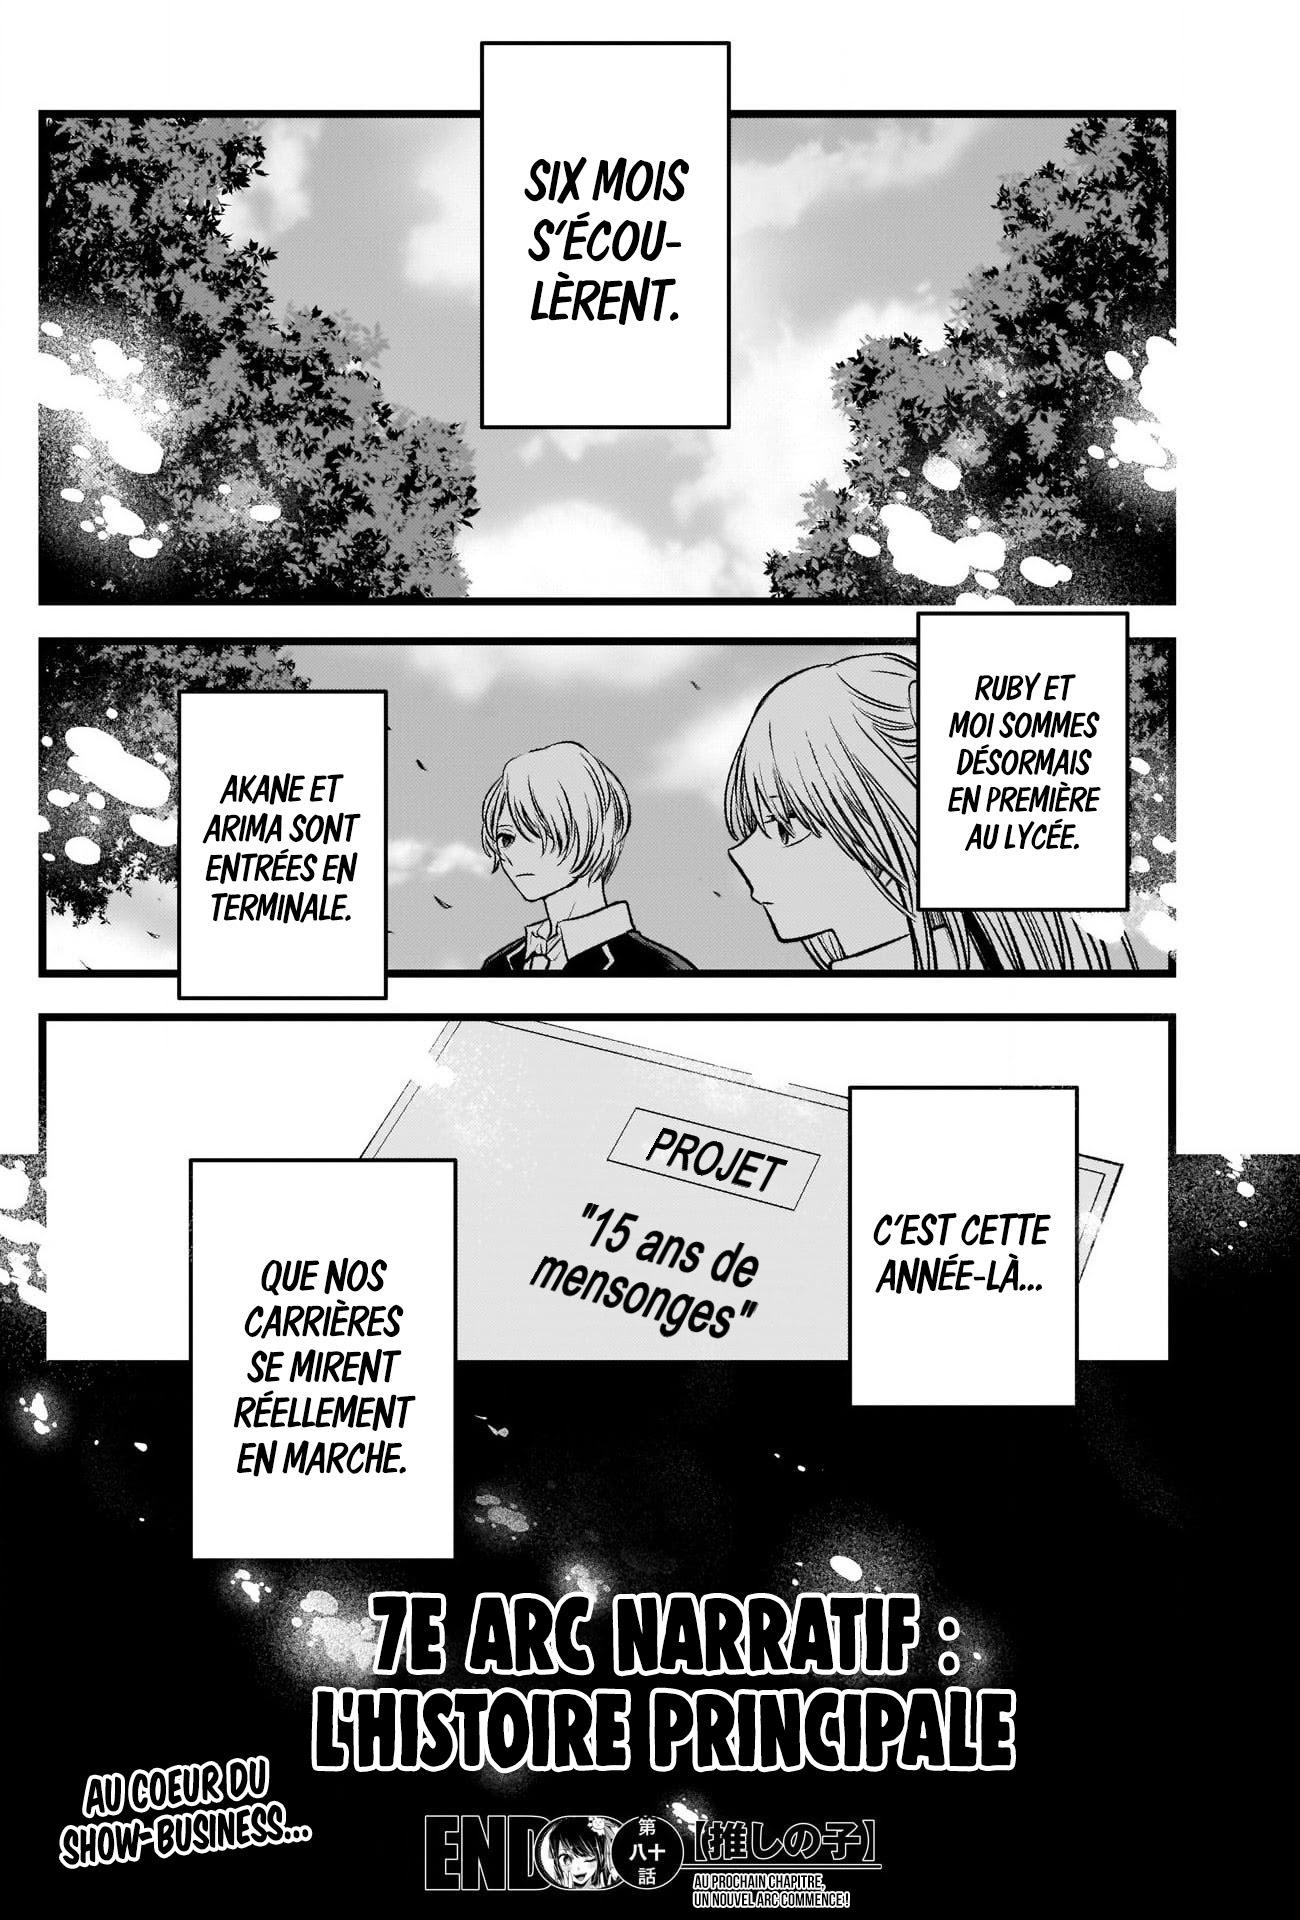 SIX MOIS
S'ÉCOU-
LÈRENT.
RUBY ET
MOI SOMMES
DÉSORMAIS
EN PREMIÈRE
AU LYCÉE.
AKANE ET
ARIMA SONT
ENTRÉES EN
TERMINALE.
PROJET
"15 ans de
mensonges"
C'EST CETTE
ANNÉE-LÀ...
QUE NOS
CARRIÈRES
SE MIRENT
RÉELLEMENT
EN MARCHE.
7E ARC NARRATIF :
L'HISTOIRE PRINCIPALE
AU COEUR DU
SHOW-BUSINESS...
END
第
八十
話
【推しの子】
AU PROCHAIN CHAPITRE,
UN NOUVEL ARC COMMENCE !